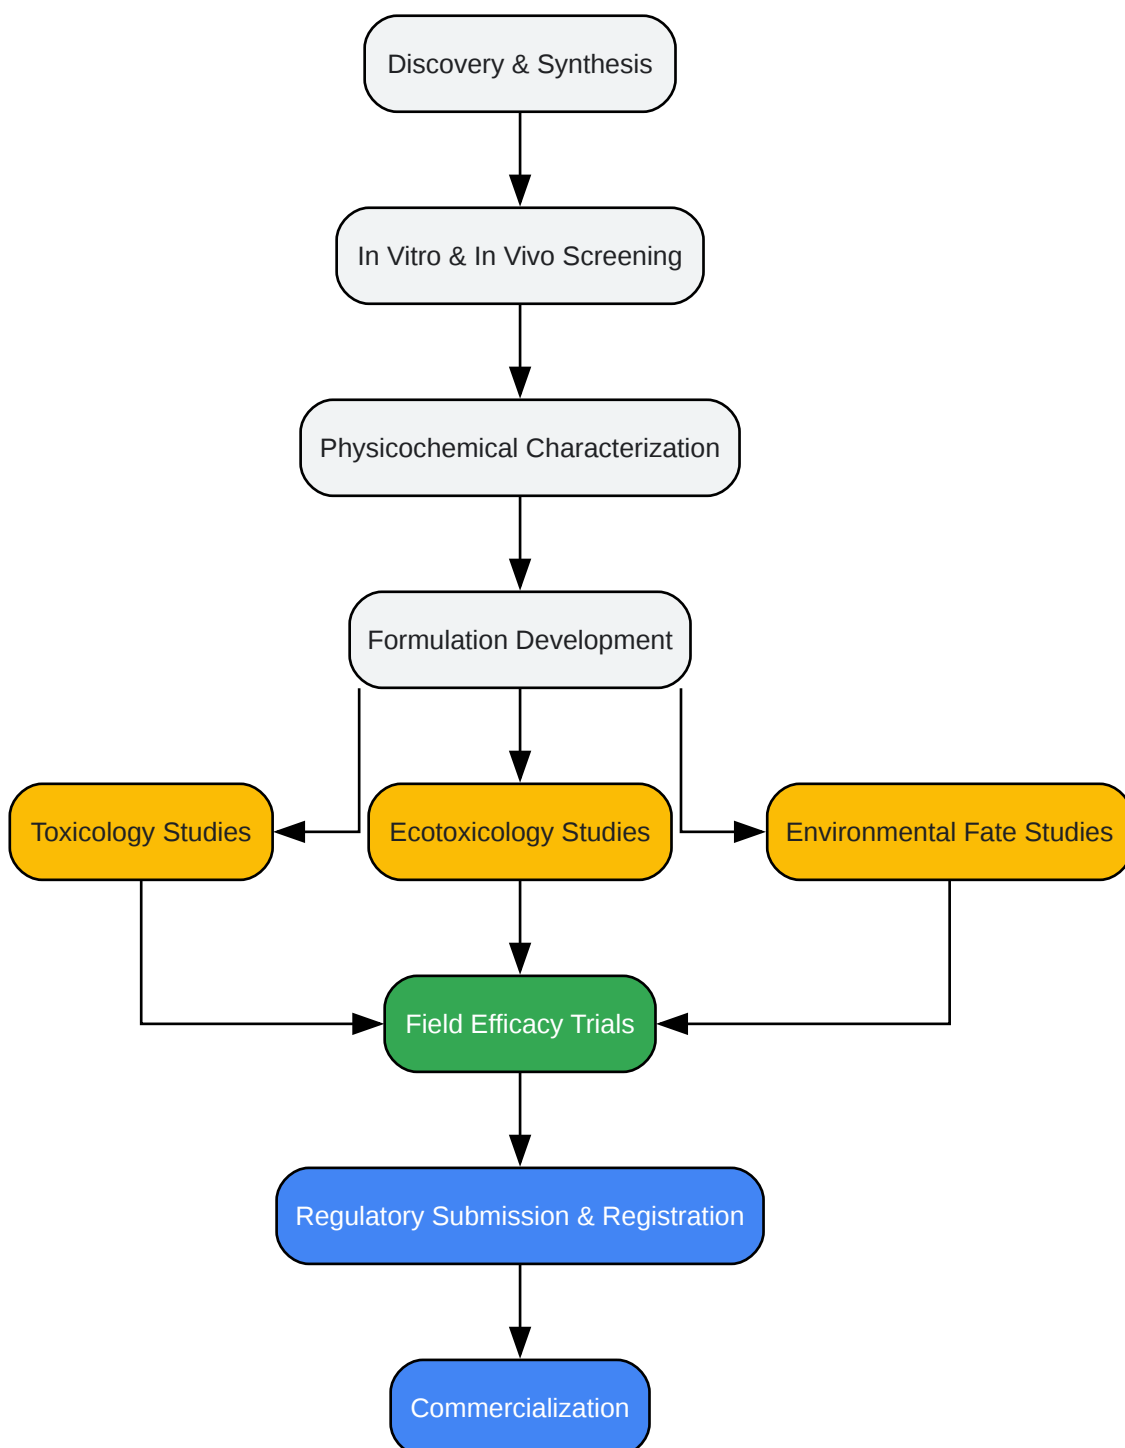 Discovery & Synthesis
In Vitro & In Vivo Screening
Physicochemical Characterization
Formulation Development
Toxicology Studies
Ecotoxicology Studies
Environmental Fate Studies
Field Efficacy Trials
Regulatory Submission & Registration
Commercialization